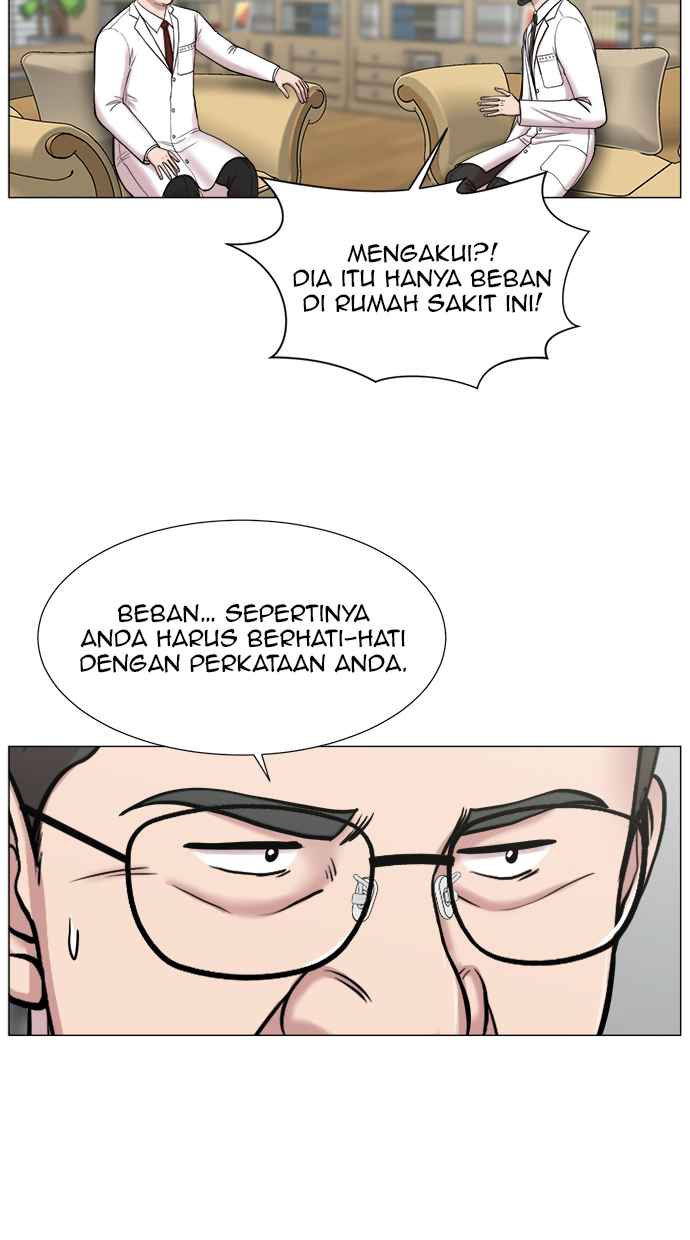 MENGAKUI?!
DIA ITU HANYA BEBAN
DI RUMAH SAKIT INI!
BEBAN... SEPERTINYA
ANDA HARUS BERHATI-HATI
DENGAN PERKATAAN ANDA.